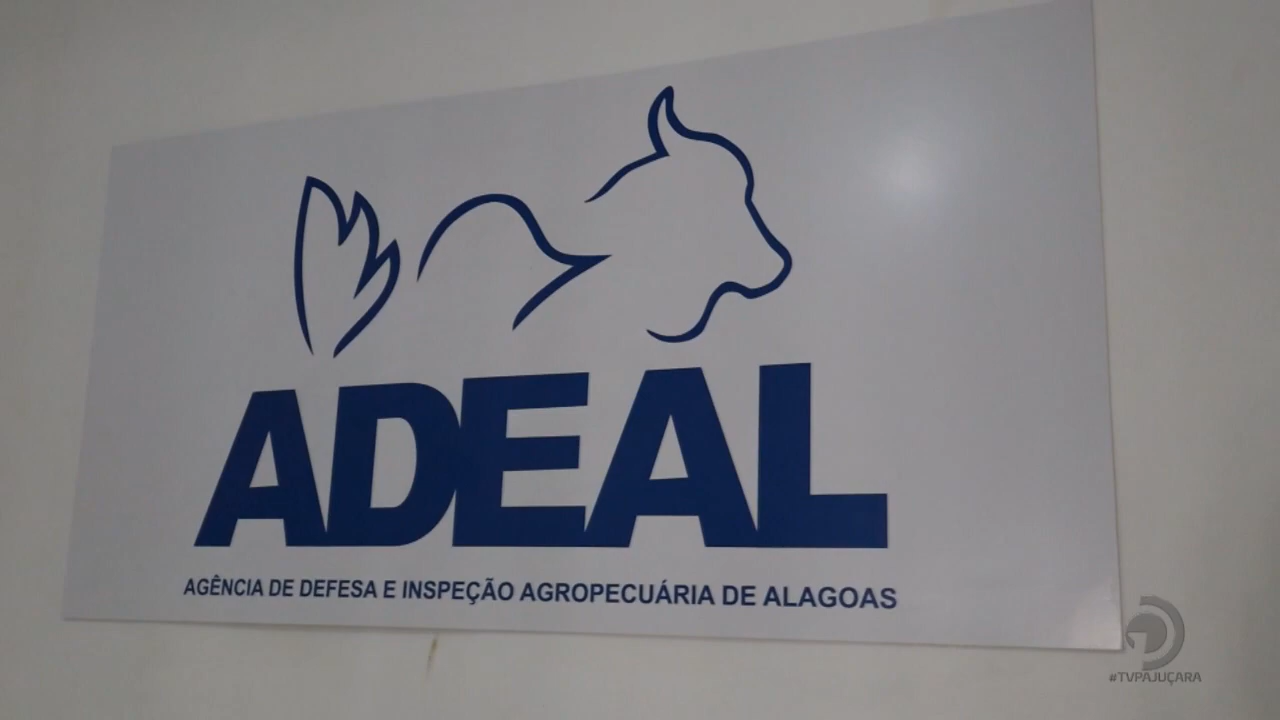 ADEAL
AGÊNCIA DE DEFESA E INSPEÇÃO AGROPECUÁRIA DE ALAGOAS
#TVPAJUÇARA